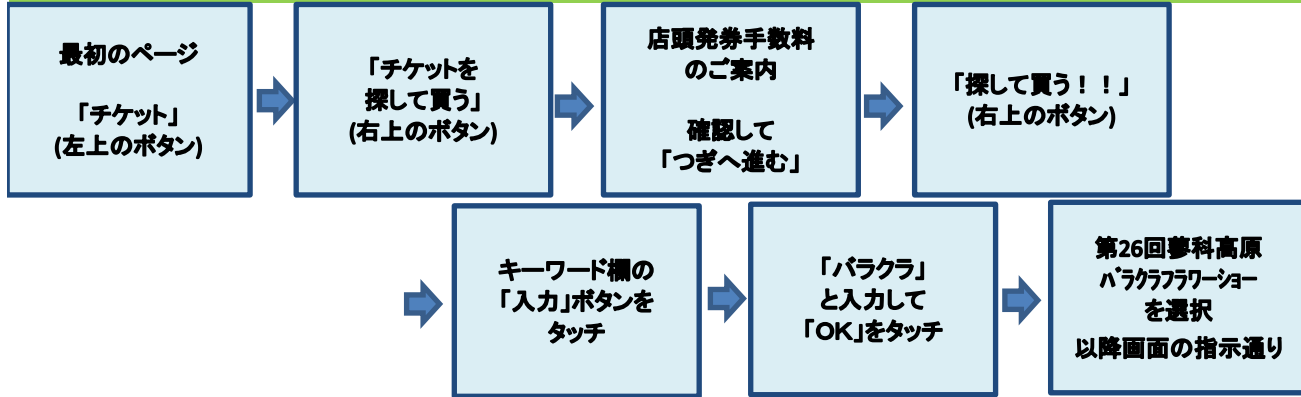 最初のページ
「チケット」
(左上のボタン)
「チケットを
探して買う」
(右上のボタン)
店頭発券手数料
のご案内
確認して
「つぎへ進む」
「探して買う！！」
(右上のボタン)
キーワード欄の
「入力」ボタンを
タッチ
「バラクラ」
と入力して
「OK」をタッチ
第26回蓼科高原
バラクラフラワーショー
を選択
以降画面の指示通り